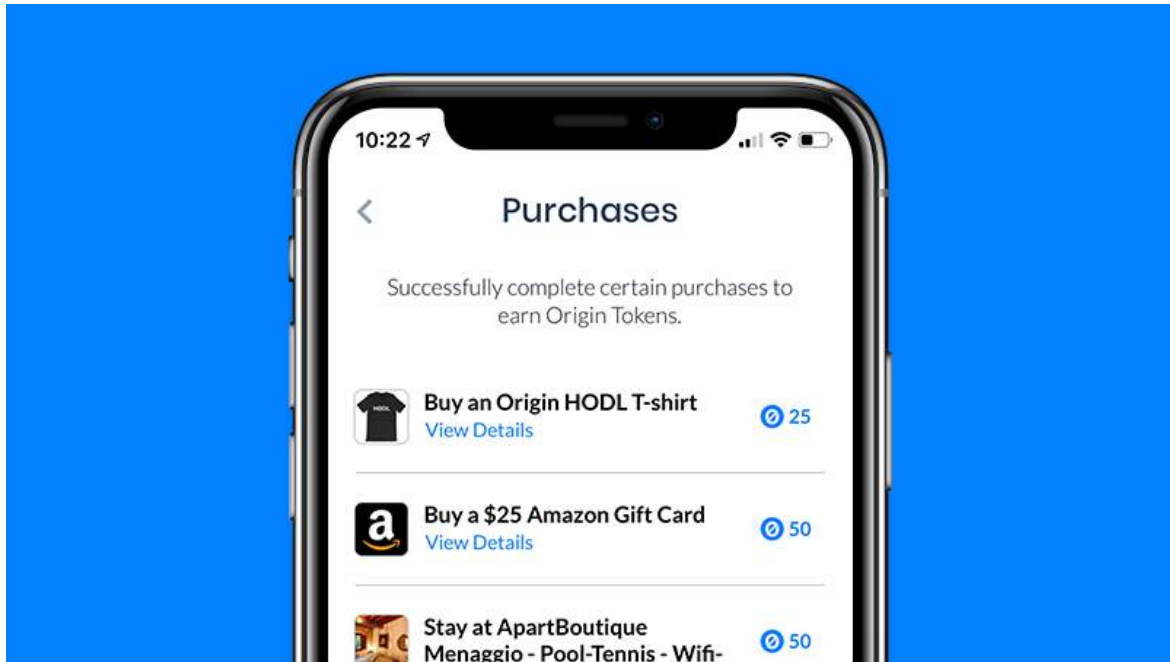 10:22
Purchases
Successfully complete certain purchases to
earn Origin Tokens.
HODL
Buy an Origin HODL T-shirt
View Details
25
a
Buy a $25 Amazon Gift Card
View Details
50
Stay at ApartBoutique
Menaggio - Pool-Tennis - Wifi-
50